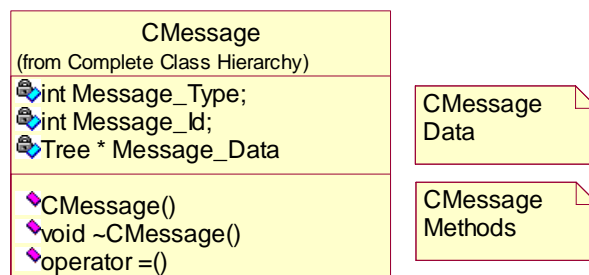 CMessage
(from Complete Class Hierarchy)
int Message_Type;
int Message_Id;
Tree * Message_Data
CMessage()
void ~CMessage()
operator =()
CMessage
Data
CMessage
Methods